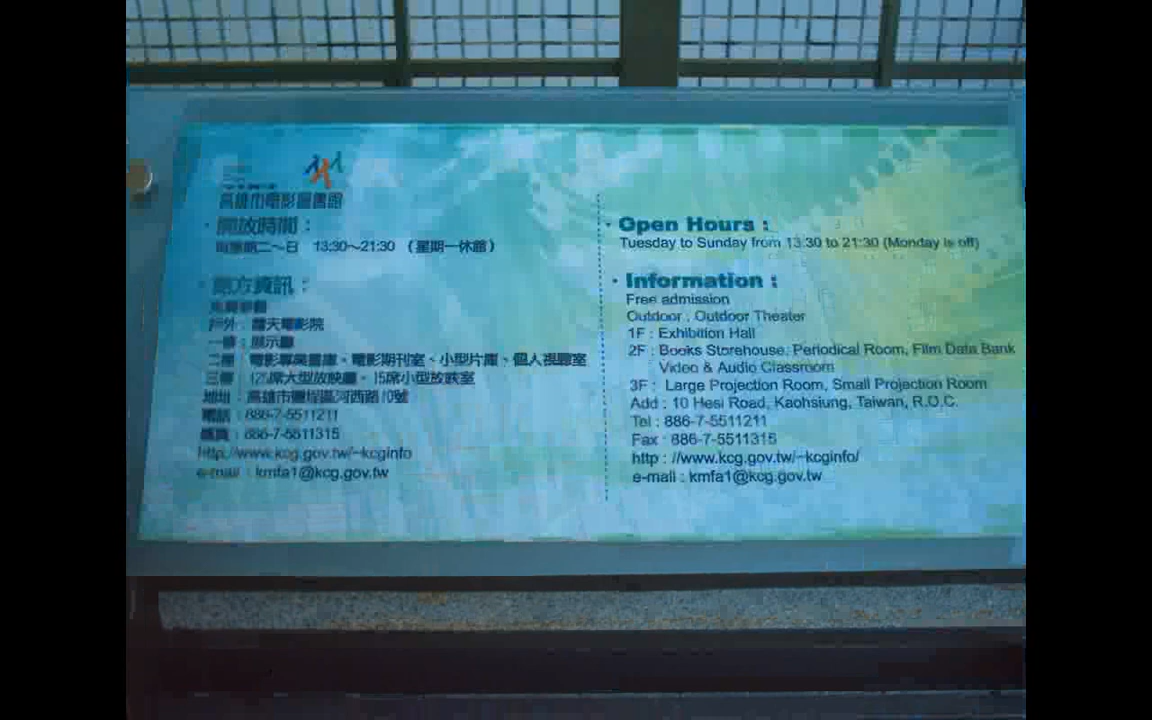 高雄市電影圖書館
・開放時間：
每星期二～日 13:30～21:30 （星期一休館）
・館方資訊：
免費參觀
戶外：露天電影院
一樓：展示廳
二樓：電影專業書庫、電影期刊室、小型片庫、個人視聽室
三樓：125席大型放映廳、15席小型放映室
地址：高雄市鹽埕區河西路10號
電話：886-7-5511211
傳真：886-7-5511315
http://www.kcg.gov.tw/~kcginfo
e-mail：kmfa1@kcg.gov.tw
・Open Hours：
Tuesday to Sunday from 13:30 to 21:30 (Monday is off)
・Information：
Free admission
Outdoor : Outdoor Theater
1F : Exhibition Hall
2F : Books Storehouse, Periodical Room, Film Data Bank
Video & Audio Classroom
3F : Large Projection Room, Small Projection Room
Add : 10 Hesi Road, Kaohsiung, Taiwan, R.O.C.
Tel : 886-7-5511211
Fax : 886-7-5511315
http : //www.kcg.gov.tw/~kcginfo/
e-mail : kmfa1@kcg.gov.tw